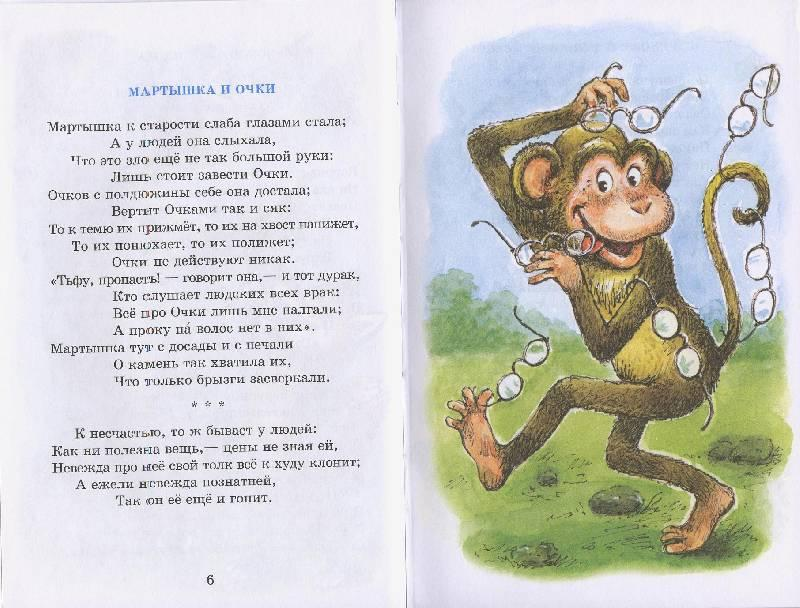 МАРТЫШКА И ОЧКИ
Мартышка к старости слаба глазами стала;
А у людей она слыхала,
Что это зло ещё не так большой руки:
Лишь стоит завести Очки.
Очков с полдюжины себе она достала;
Вертит Очками так и сяк:
То к темю их прижмёт, то их на хвост нанижет,
То их понюхает, то их полижет;
Очки не действуют никак.
«Тьфу, пропасть! — говорит она,— и тот дурак,
Кто слушает людских всех врак:
Всё про Очки лишь мне налгали;
А проку на́ волос нет в них».
Мартышка тут с досады и с печали
О камень так хватила их,
Что только брызги засверкали.
* * *
К несчастью, то ж бывает у людей:
Как ни полезна вещь,— цены не зная ей,
Невежда про неё свой толк всё к худу клонит;
А ежели невежда познатней,
Так он её ещё и гонит.
6